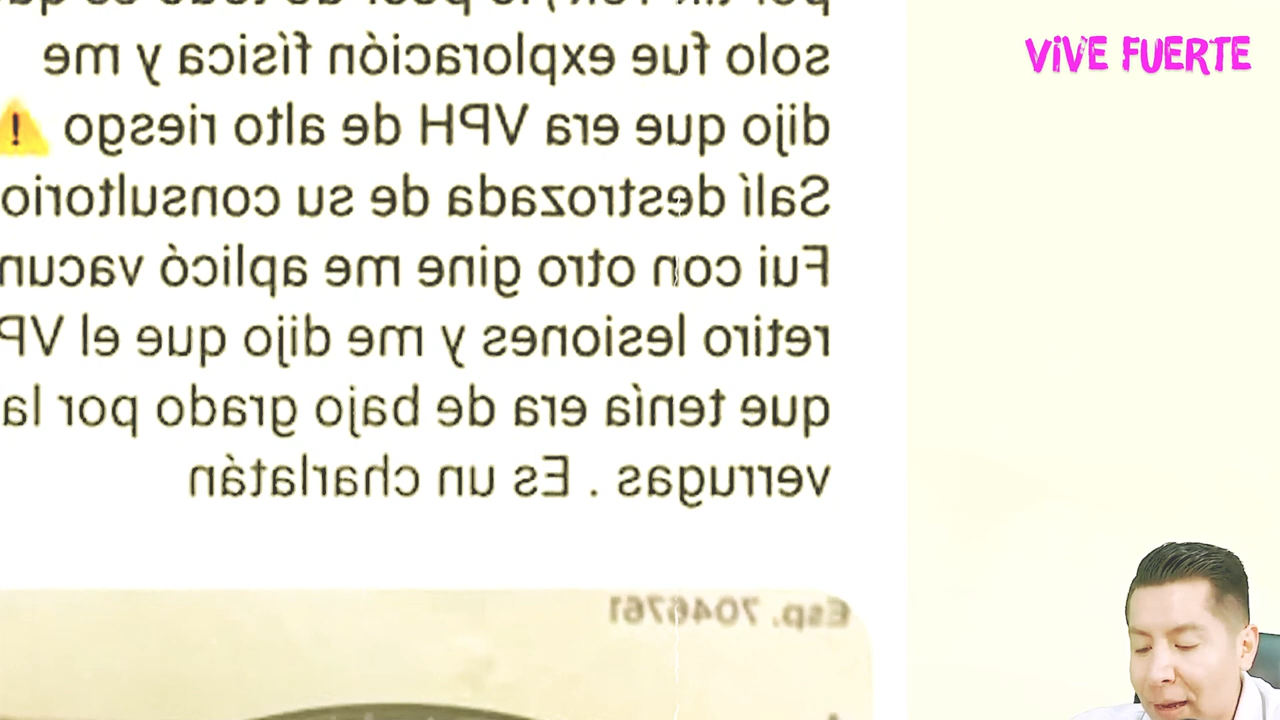 VIVE FUERTE
solo fue exploración física y me
dijo que era VPH de alto riesgo ⚠️
Salí destrozada de su consultorio
Fui con otro gine me aplicó vacun
retiro lesiones y me dijo que el VP
que tenía era de bajo grado por la
verrugas . Es un charlatán
Esp. 7046761